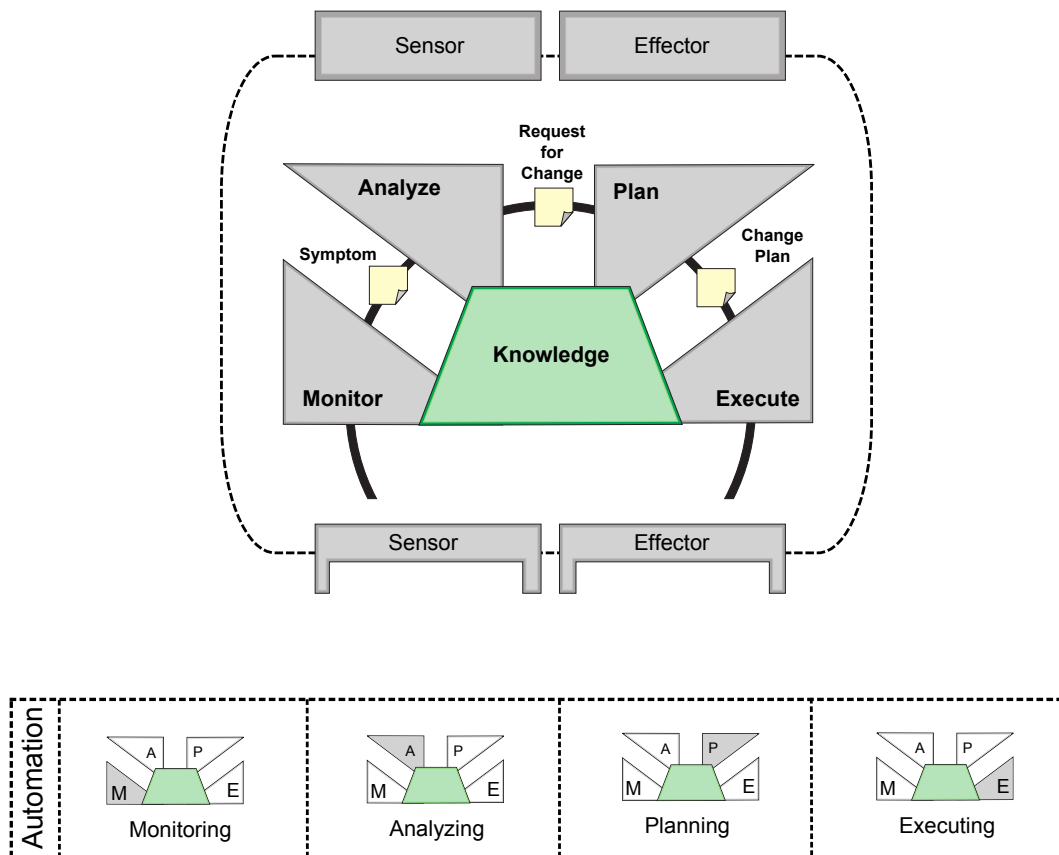 Sensor
Effector
Request
for
Change
Analyze
Plan
Symptom
Change
Plan
Knowledge
Monitor
Execute
Sensor
Effector
Automation
A
P
M
E
Monitoring
A
P
M
E
Analyzing
A
P
M
E
Planning
A
P
M
E
Executing